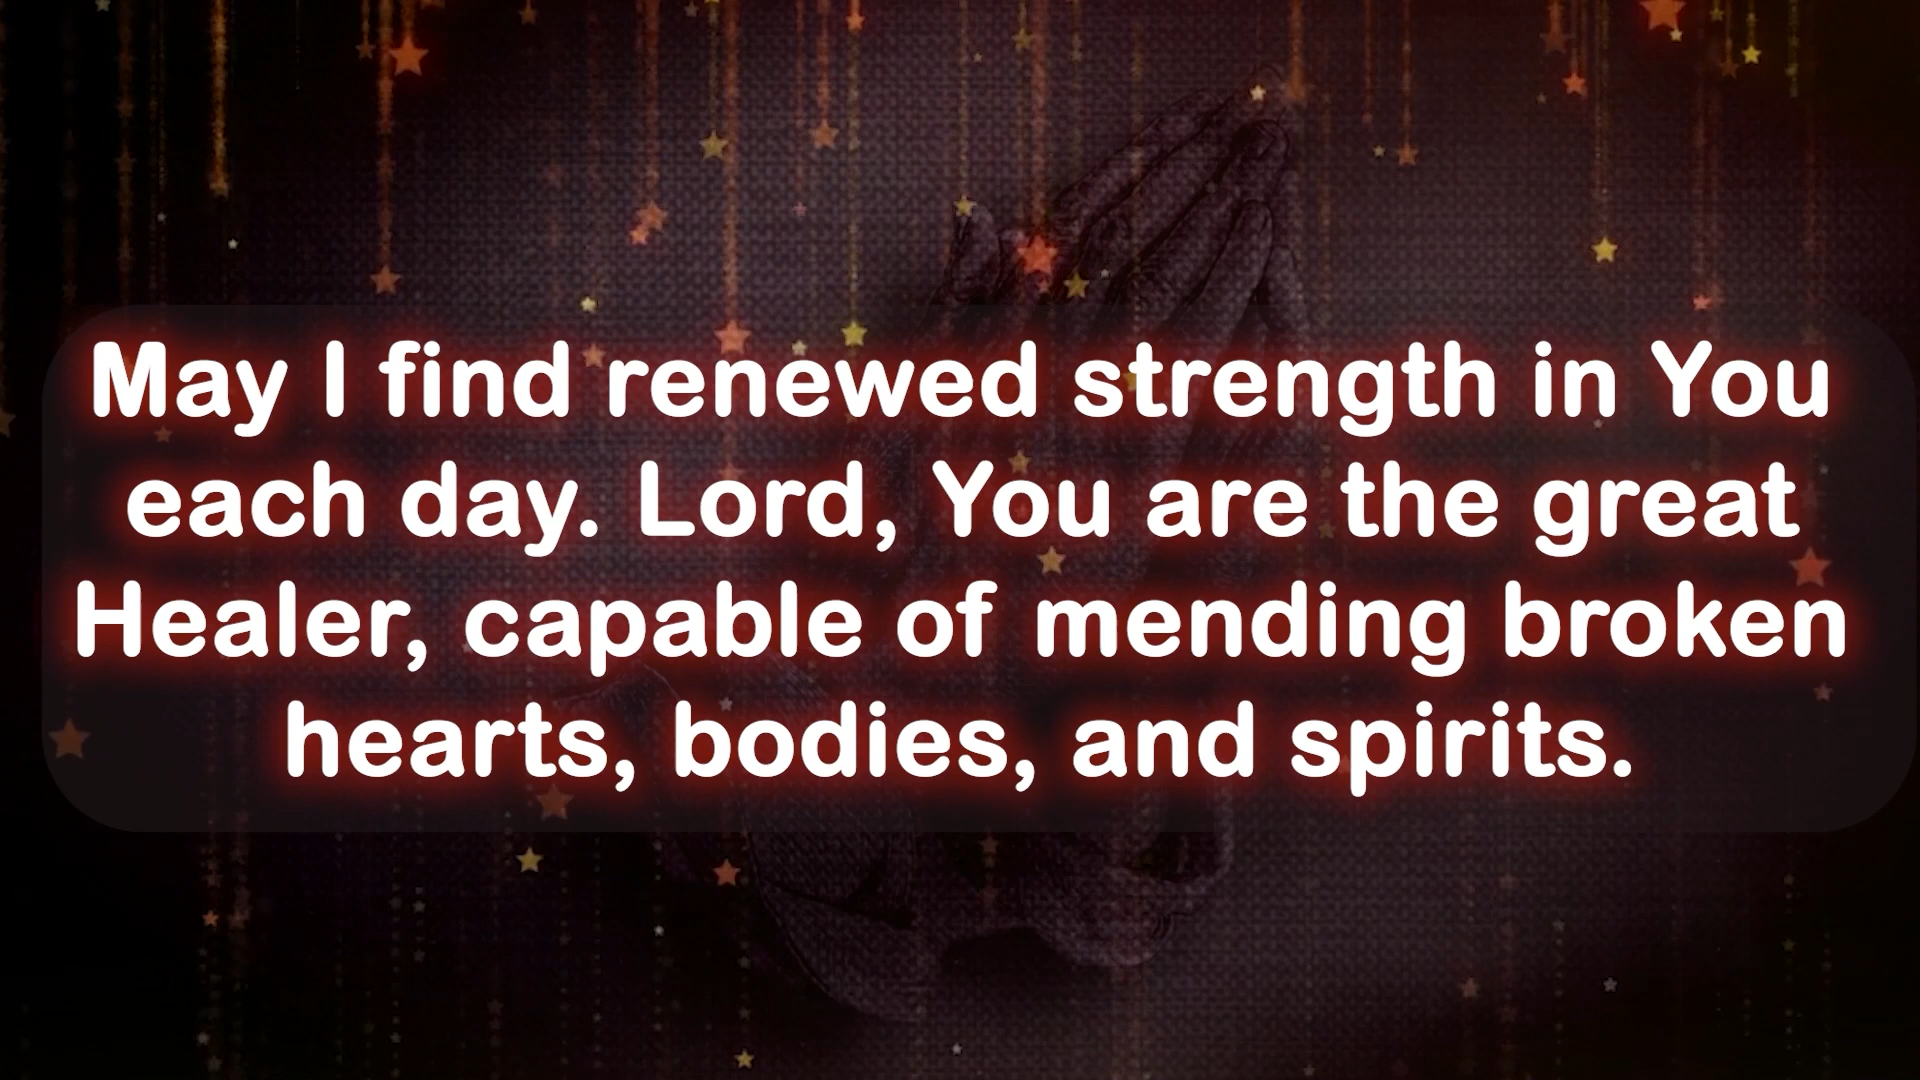 May I find renewed strength in You
each day. Lord, You are the great
Healer, capable of mending broken
hearts, bodies, and spirits.